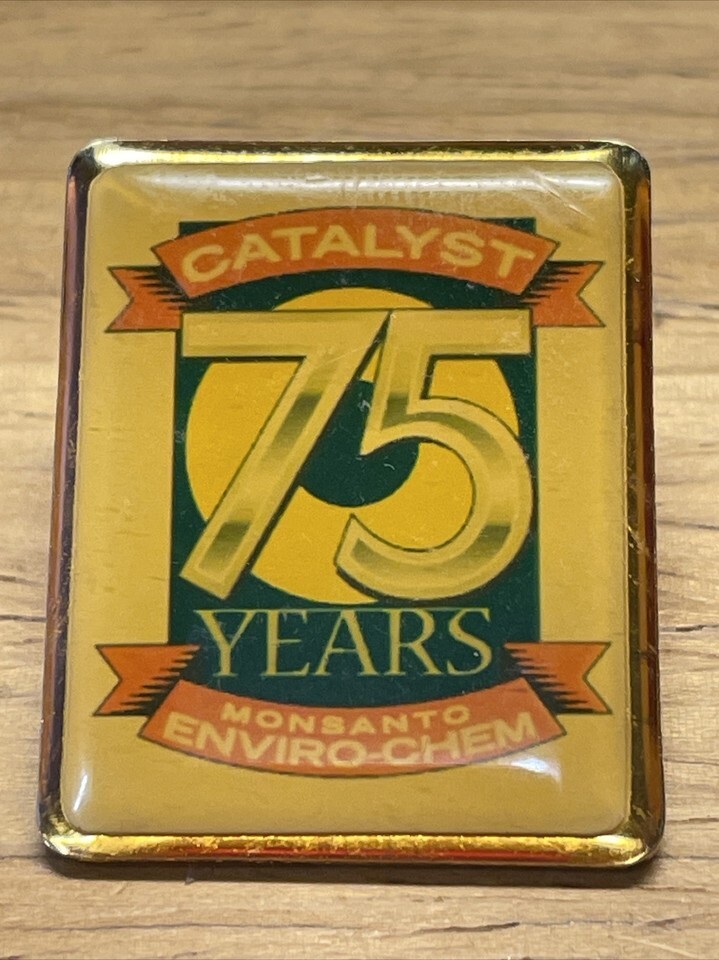 CATALYST
75
YEARS
MONSANTO
ENVIRO-CHEM